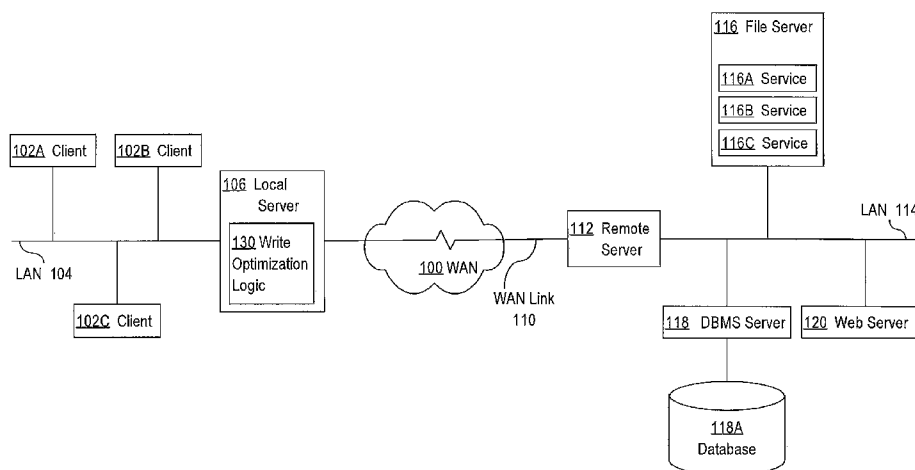 116 File Server
116A Service
116B Service
116C Service
102A Client
102B Client
106 Local
Server
130 Write
Optimization
Logic
LAN 104
102C Client
100 WAN
WAN Link
110
112 Remote
Server
LAN 114
118 DBMS Server
120 Web Server
118A
Database